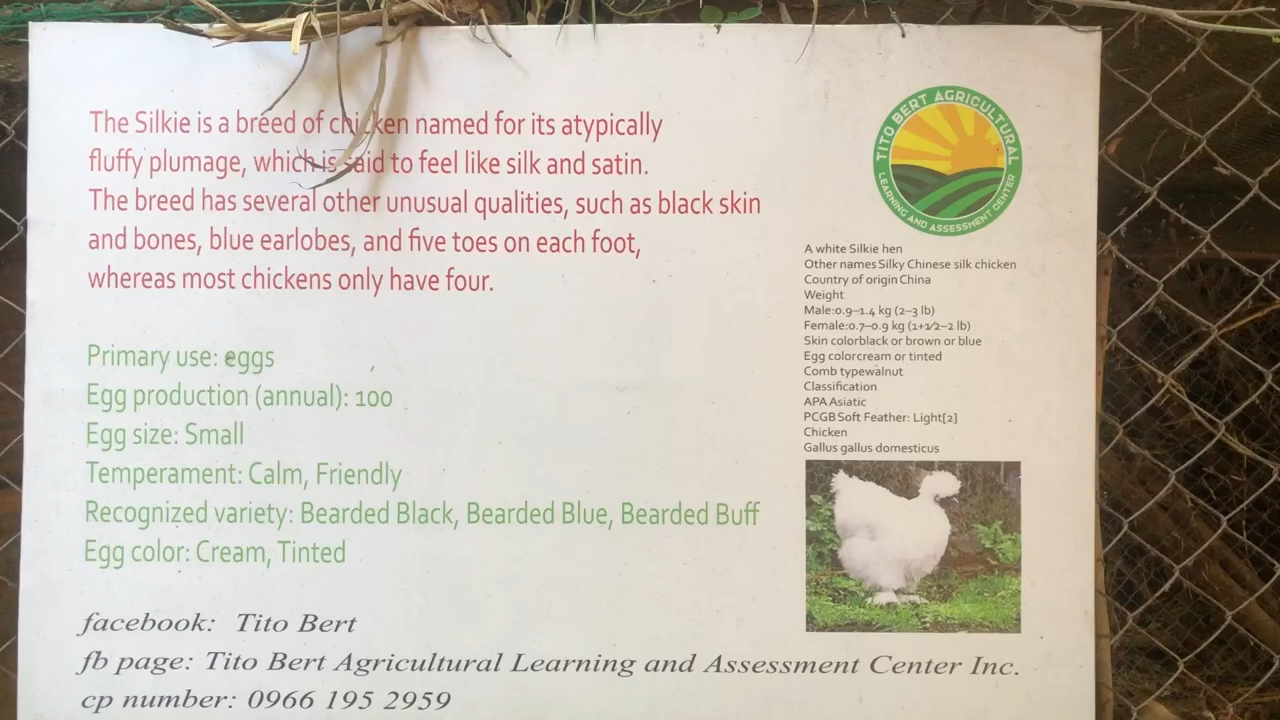 The Silkie is a breed of chicken named for its atypically
fluffy plumage, which is said to feel like silk and satin.
The breed has several other unusual qualities, such as black skin
and bones, blue earlobes, and five toes on each foot,
whereas most chickens only have four.
Primary use: eggs
Egg production (annual): 100
Egg size: Small
Temperament: Calm, Friendly
Recognized variety: Bearded Black, Bearded Blue, Bearded Buff
Egg color: Cream, Tinted
facebook: Tito Bert
fb page: Tito Bert Agricultural Learning and Assessment Center Inc.
cp number: 0966 195 2959
TITO BERT AGRICULTURAL
LEARNING AND ASSESSMENT CENTER
A white Silkie hen
Other names Silky Chinese silk chicken
Country of origin China
Weight
Male:0.9–1.4 kg (2–3 lb)
Female:0.7–0.9 kg (1+1⁄2–2 lb)
Skin colorblack or brown or blue
Egg colorcream or tinted
Comb typewalnut
Classification
APA Asiatic
PCGB Soft Feather: Light[2]
Chicken
Gallus gallus domesticus